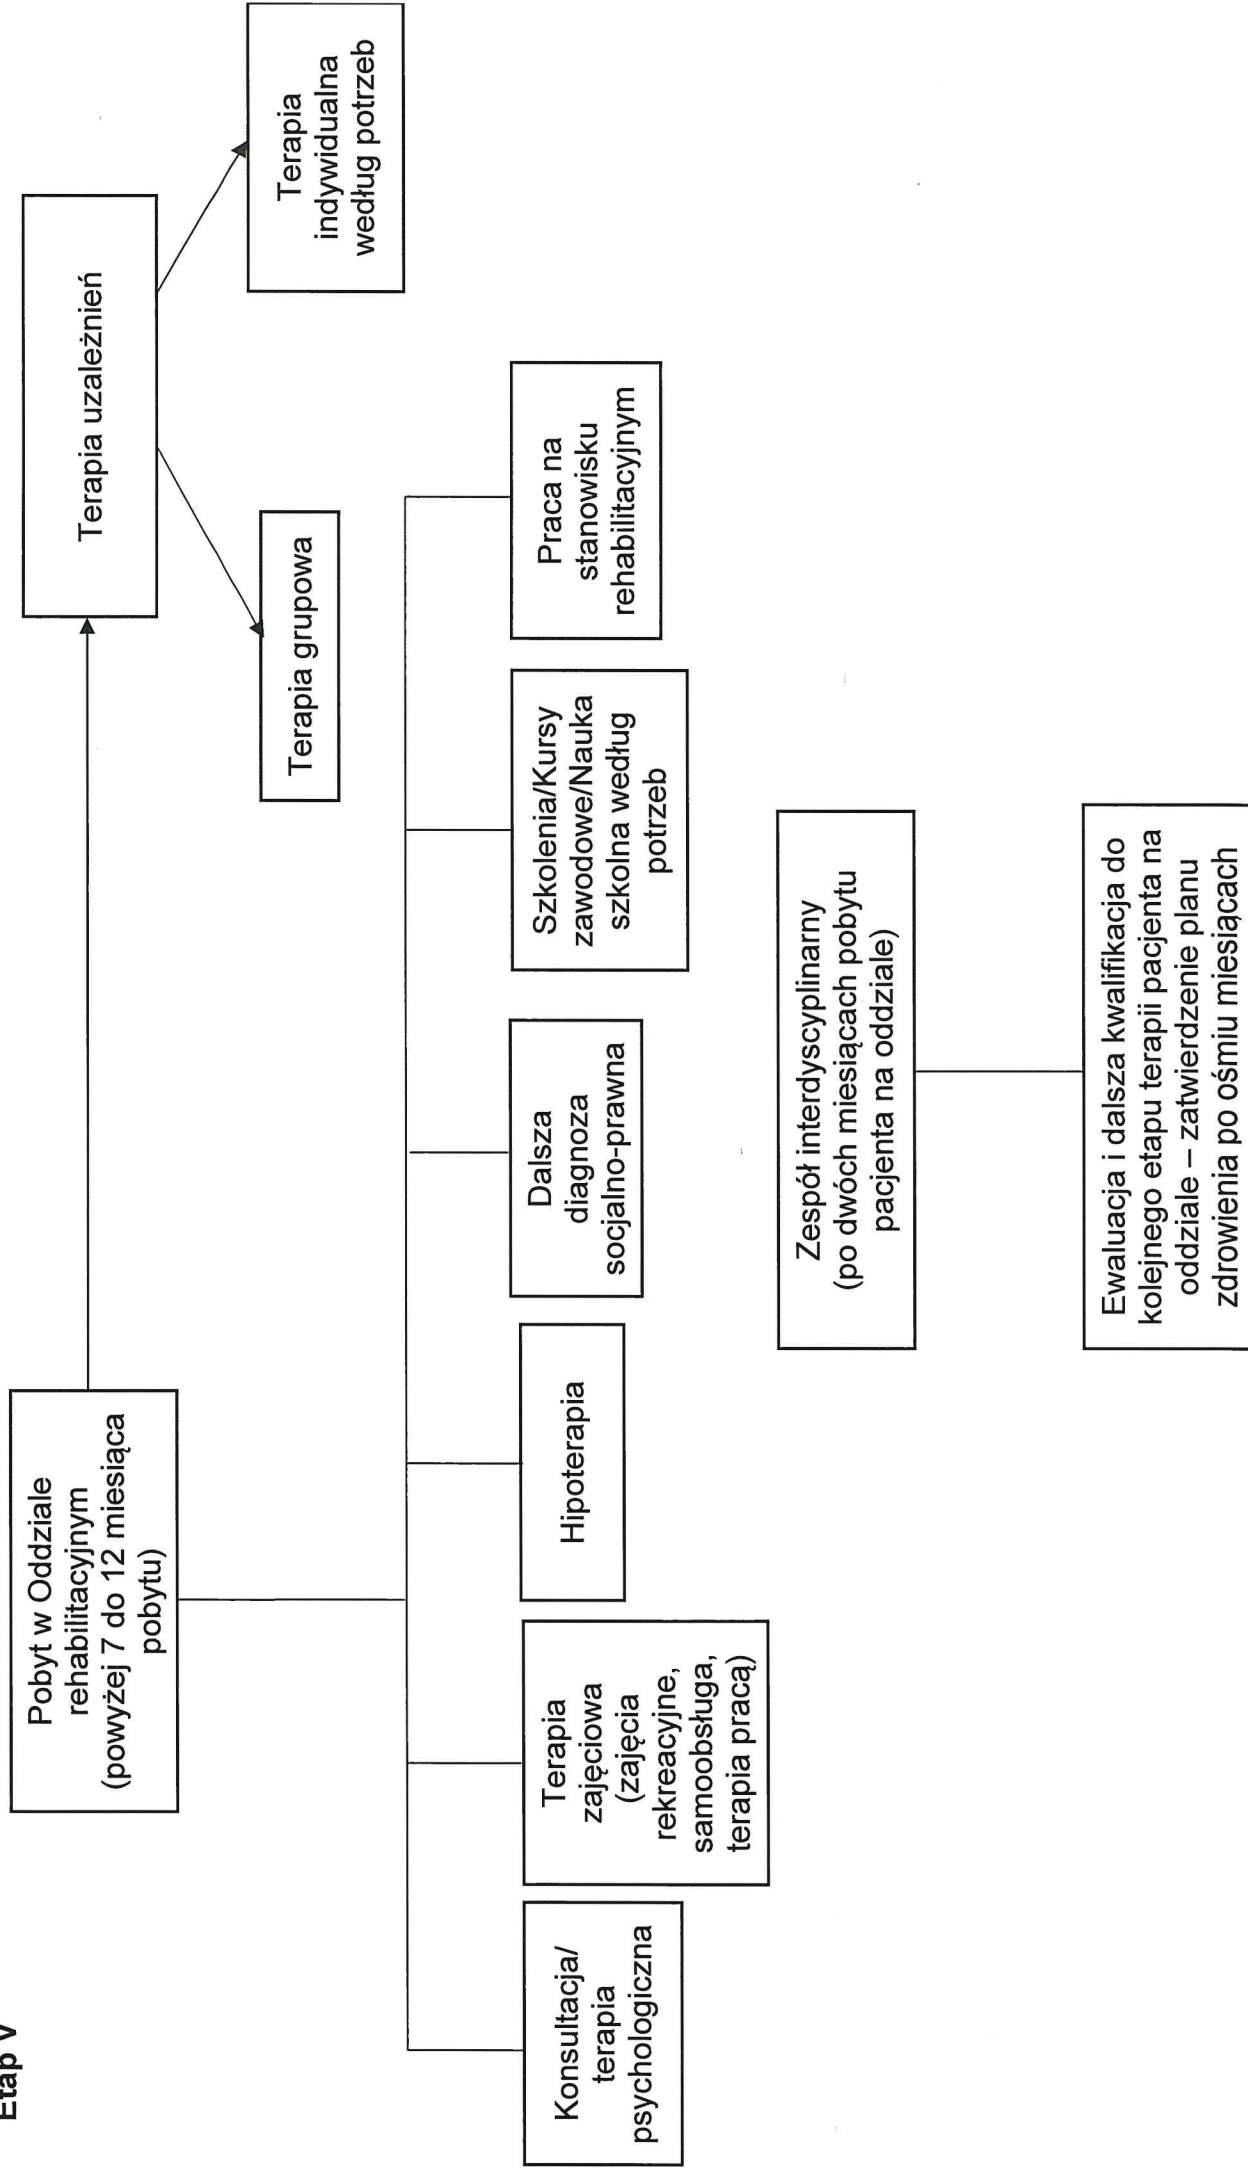 Etap V
Pobyt w Oddziale
rehabilitacyjnym
(powyżej 7 do 12 miesiąca
pobytu)
Terapia uzależnień
Terapia grupowa
Terapia
indywidualna
według potrzeb
Konsultacja/
terapia
psychologiczna
Terapia
zajęciowa
(zajęcia
rekreacyjne,
samoobsługa,
terapia pracą)
Hipoterapia
Dalsza
diagnoza
socjalno-prawna
Szkolenia/Kursy
zawodowe/Nauka
szkolna według
potrzeb
Praca na
stanowisku
rehabilitacyjnym
Zespół interdyscyplinarny
(po dwóch miesiącach pobytu
pacjenta na oddziale)
Ewaluacja i dalsza kwalifikacja do
kolejnego etapu terapii pacjenta na
oddziale – zatwierdzenie planu
zdrowienia po ośmiu miesiącach